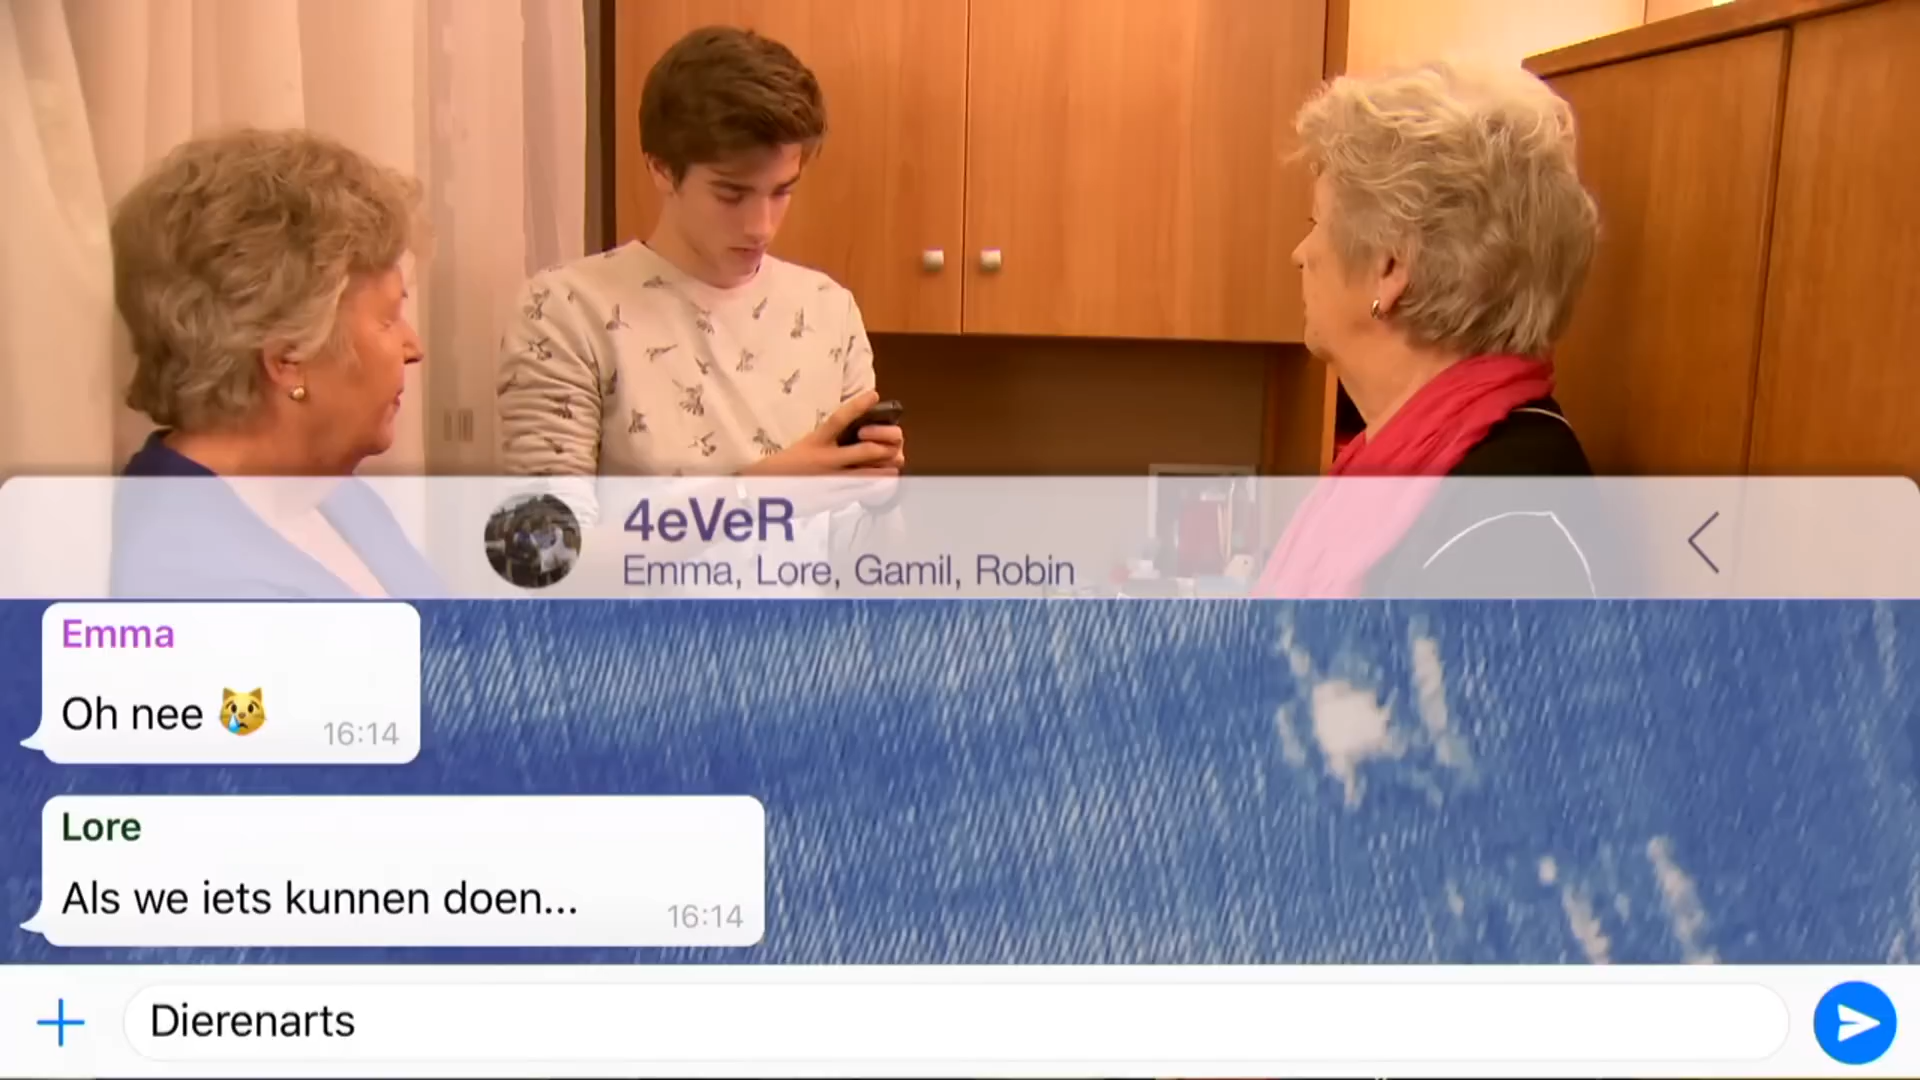 4eVeR
Emma, Lore, Gamil, Robin
Emma
Oh nee 😿
16:14
Lore
Als we iets kunnen doen...
16:14
Dierenarts